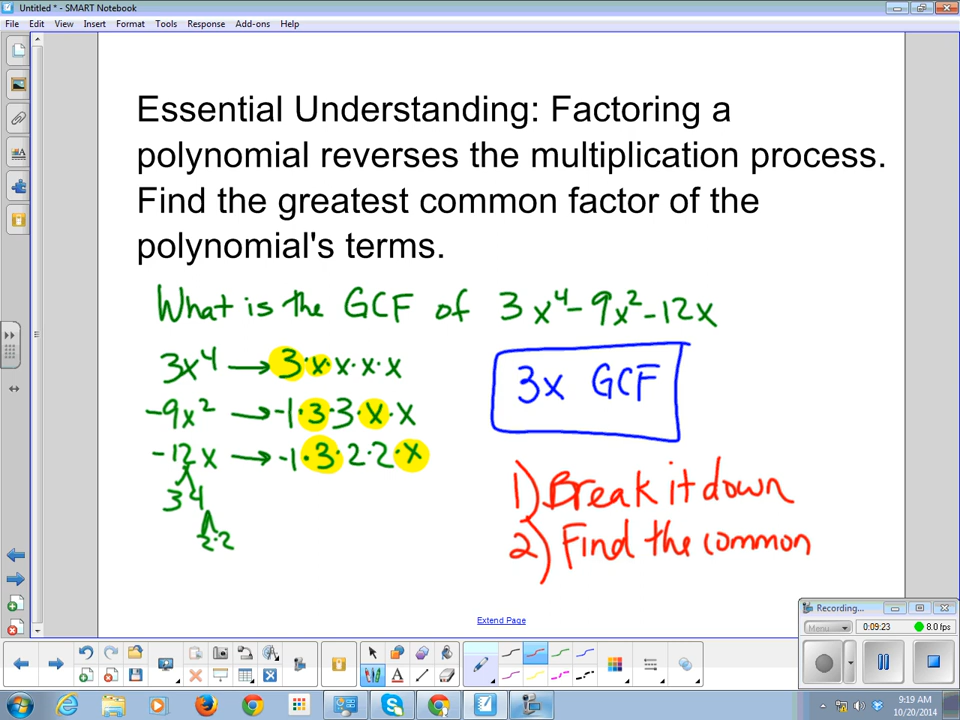 Untitled * - SMART Notebook
File Edit View Insert Format Tools Response Add-ons Help
Essential Understanding: Factoring a
polynomial reverses the multiplication process.
Find the greatest common factor of the
polynomial's terms.
What is the GCF of 3x⁴-9x²-12x
3x⁴ → 3·x·x·x·x
-9x² → -1·3·3·x·x
-12x → -1·3·2·2·x
3 4
2·2
3x GCF
1) Break it down
2) Find the common
Extend Page
Recording...
Menu
0:09:23
8.0 fps
9:19 AM
10/20/2014